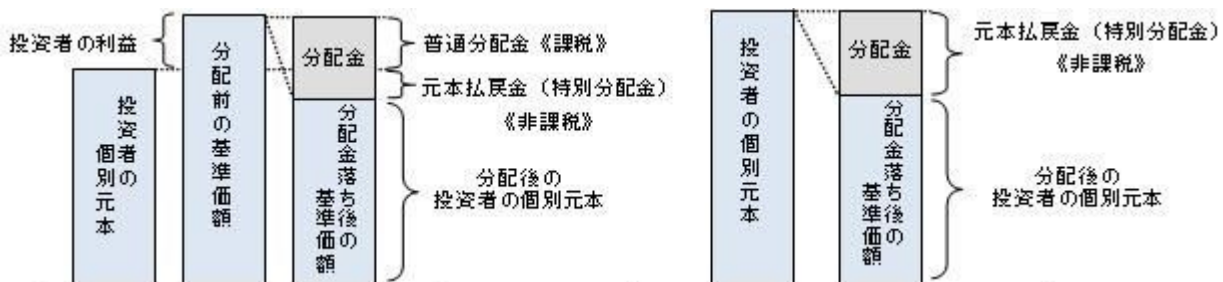 投資者の利益
投資者の
個別元本
分配前の基準価額
分配金
分配金落ち後の
基準価額
普通分配金《課税》
元本払戻金（特別分配金）
《非課税》
分配後の
投資者の個別元本
投資者の個別元本
分配金
分配金落ち後の
基準価額
元本払戻金（特別分配金）
《非課税》
分配後の
投資者の個別元本